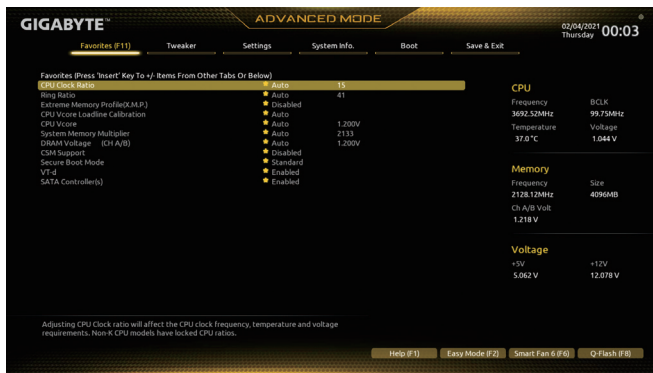 GIGABYTE™
ADVANCED MODE
02/04/2021
Thursday
00:03
Favorites (F11) Tweaker Settings System Info. Boot Save & Exit
Favorites (Press 'Insert' Key To +/- Items From Other Tabs Or Below)
CPU Clock Ratio Auto 15
Ring Ratio Auto 41
Extreme Memory Profile(X.M.P.) Disabled
CPU Vcore Loadline Calibration Auto
CPU Vcore Auto 1.200V
System Memory Multiplier Auto 2133
DRAM Voltage (CH A/B) Auto 1.200V
CSM Support Disabled
Secure Boot Mode Standard
VT-d Enabled
SATA Controller(s) Enabled
CPU
Frequency BCLK
3692.52MHz 99.75MHz
Temperature Voltage
37.0 °C 1.044 V
Memory
Frequency Size
2128.12MHz 4096MB
Ch A/B Volt
1.218 V
Voltage
+5V +12V
5.062 V 12.078 V
Adjusting CPU Clock ratio will affect the CPU clock frequency, temperature and voltage
requirements. Non-K CPU models have locked CPU ratios.
Help (F1) Easy Mode (F2) Smart Fan 6 (F6) Q-Flash (F8)